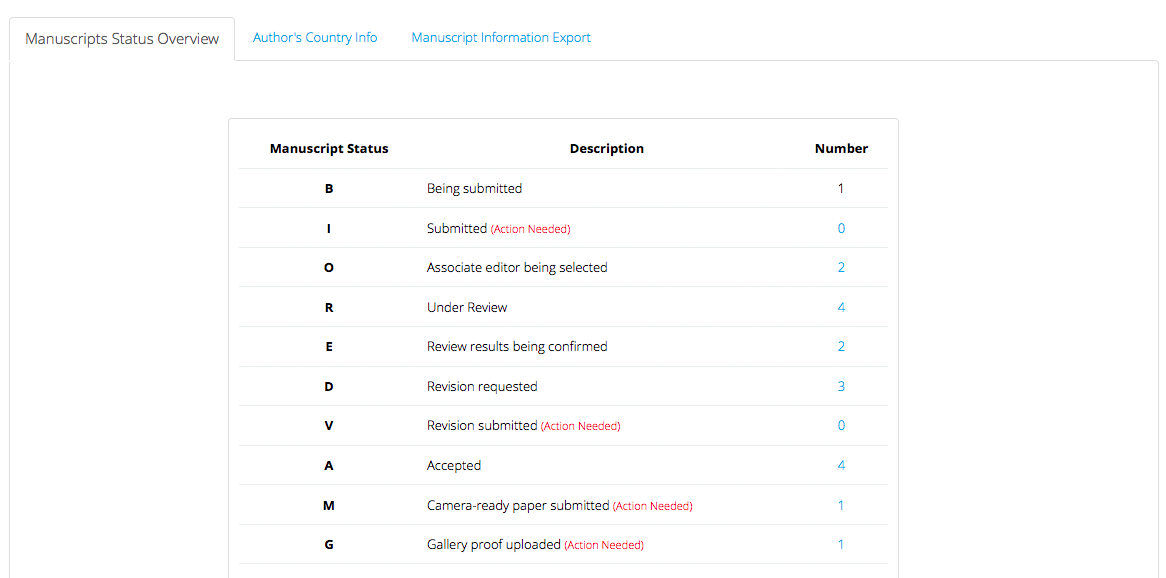 Manuscripts Status Overview Author's Country Info Manuscript Information Export
Manuscript Status Description Number
B Being submitted 1
I Submitted (Action Needed) 0
O Associate editor being selected 2
R Under Review 4
E Review results being confirmed 2
D Revision requested 3
V Revision submitted (Action Needed) 0
A Accepted 4
M Camera-ready paper submitted (Action Needed) 1
G Gallery proof uploaded (Action Needed) 1